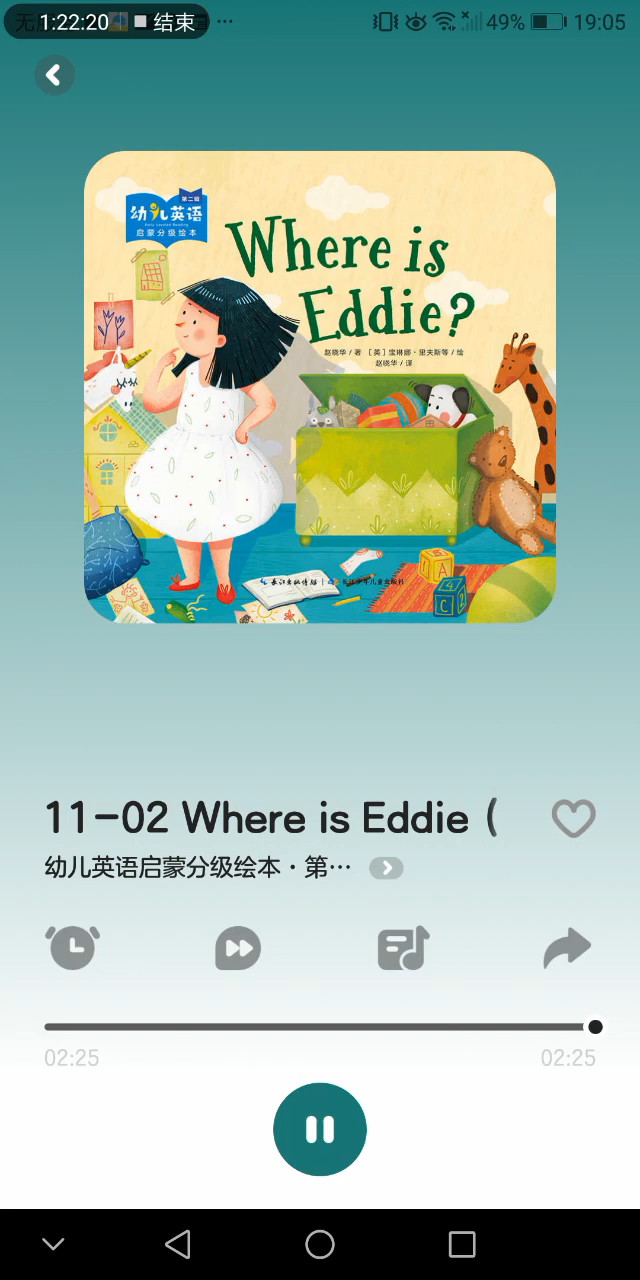 1:22:20 结束 ...
49% 19:05
第二辑
幼儿英语
启蒙分级绘本
Where is
Eddie?
赵晓华 / 著 [英] 宝琳娜·里夫斯等 / 绘
赵晓华 / 译
A
4
C
11-02 Where is Eddie (
幼儿英语启蒙分级绘本·第...
02:25
02:25